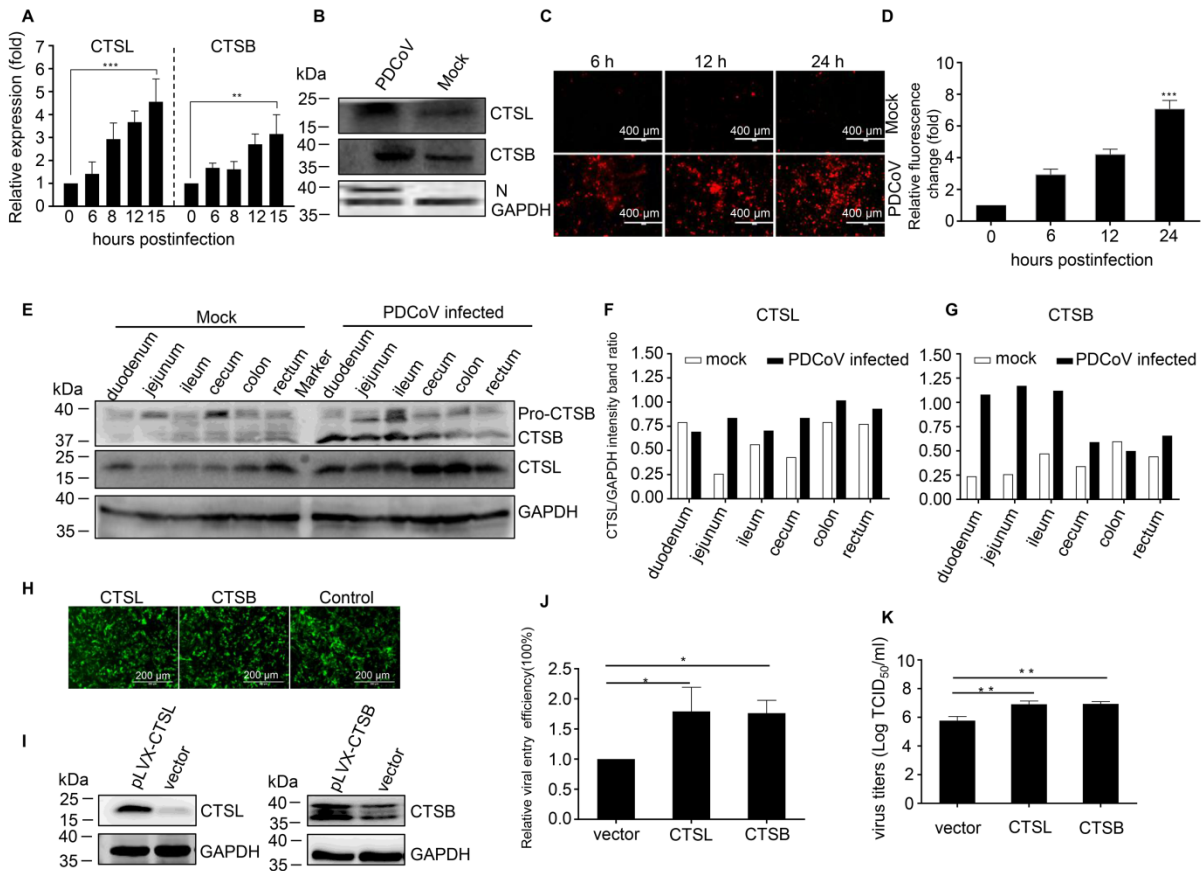 A
CTSL
CTSB
Relative expression (fold)
7
6
5
4
3
2
1
0
***
**
0 6 8 12 15 0 6 8 12 15
hours postinfection
B
PDCoV
Mock
kDa
25
15
CTSL
40
35
CTSB
40
35
N
GAPDH
C
6 h
12 h
24 h
Mock
PDCoV
400 µm
400 µm
400 µm
400 µm
400 µm
400 µm
D
Relative fluorescence
change (fold)
10
8
6
4
2
0
***
0 6 12 24
hours postinfection
E
Mock
PDCoV infected
duodenum
jejunum
ileum
cecum
colon
rectum
Marker
duodenum
jejunum
ileum
cecum
colon
rectum
kDa
40
37
Pro-CTSB
CTSB
25
15
CTSL
40
35
GAPDH
F
CTSL
mock
PDCoV infected
CTSL/GAPDH intensity band ratio
1.50
1.25
1.00
0.75
0.50
0.25
0.00
duodenum
jejunum
ileum
cecum
colon
rectum
G
CTSB
mock
PDCoV infected
1.50
1.25
1.00
0.75
0.50
0.25
0.00
duodenum
jejunum
ileum
cecum
colon
rectum
H
CTSL
CTSB
Control
200 µm
200 µm
200 µm
I
pLVX-CTSL
vector
kDa
25
15
CTSL
40
35
GAPDH
pLVX-CTSB
vector
kDa
40
35
CTSB
40
35
GAPDH
J
Relative viral entry efficiency(100%)
2.5
2.0
1.5
1.0
0.5
0.0
*
*
vector
CTSL
CTSB
K
virus titers (Log TCID50/ml)
10
8
6
4
2
0
**
**
vector
CTSL
CTSB